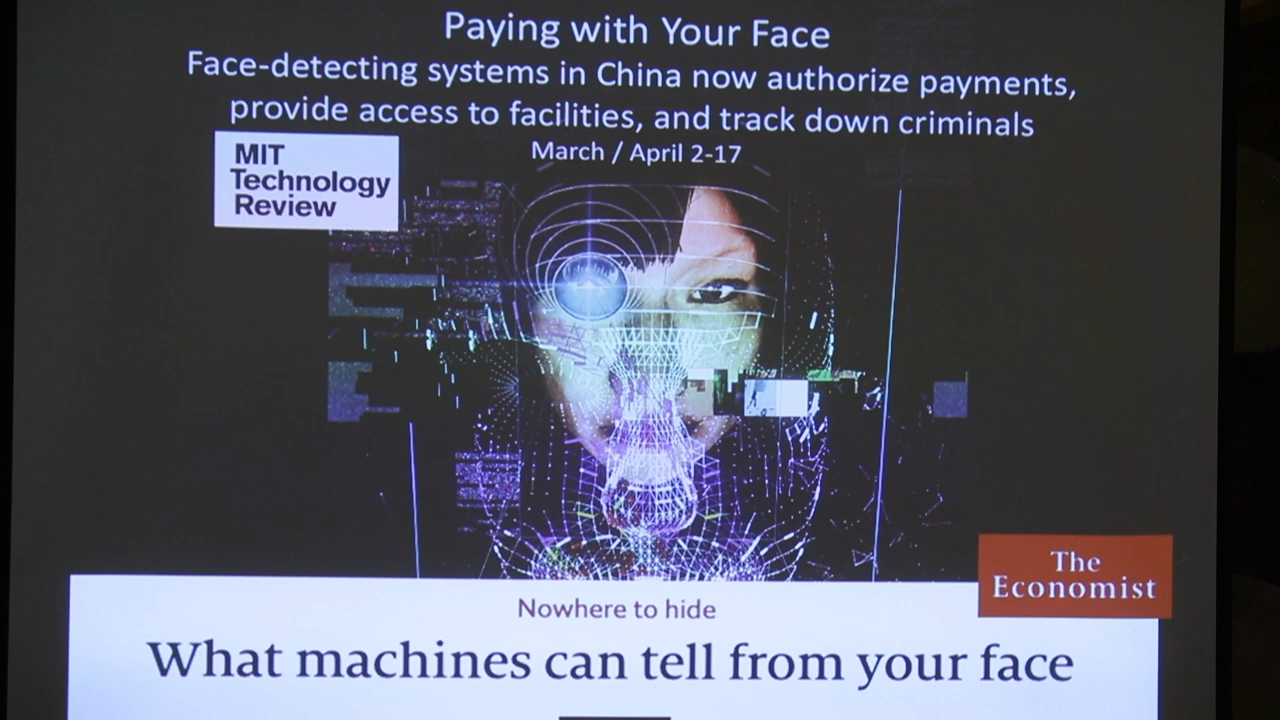 Paying with Your Face
Face-detecting systems in China now authorize payments,
provide access to facilities, and track down criminals
March / April 2-17
MIT
Technology
Review
The
Economist
Nowhere to hide
What machines can tell from your face